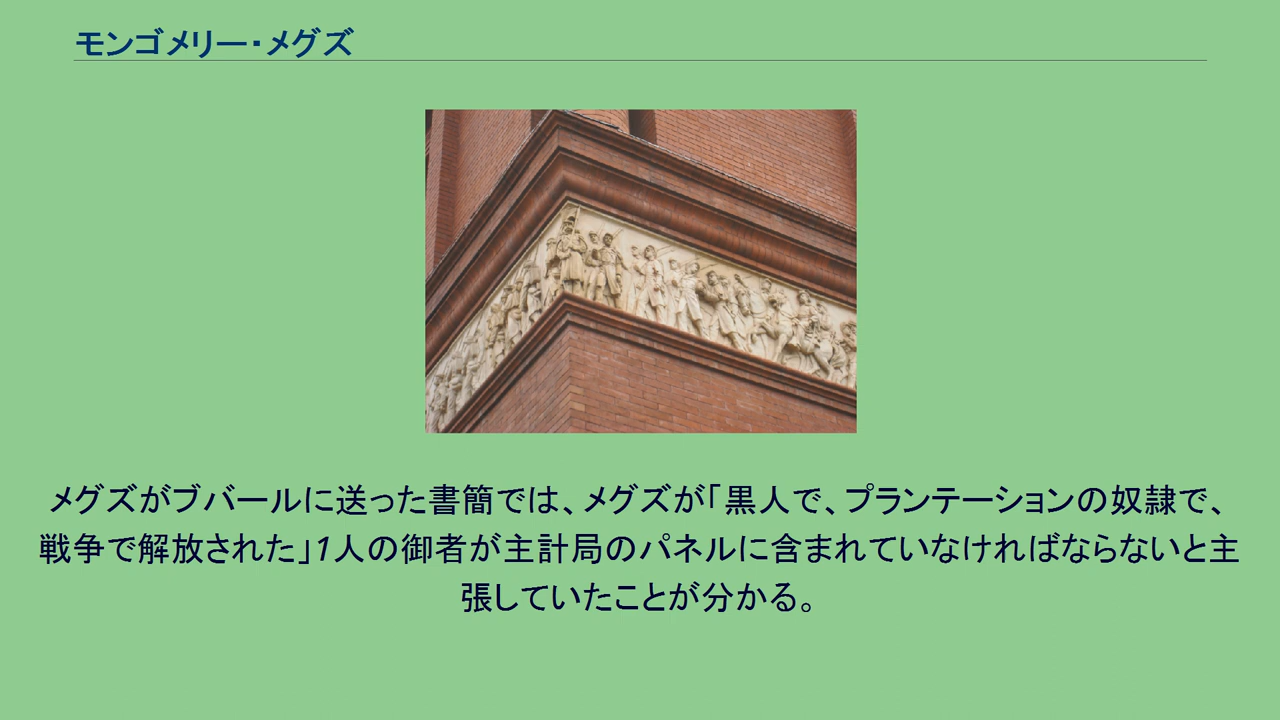 モンゴメリー・メグズ
メグズがブバールに送った書簡では、メグズが「黒人で、プランテーションの奴隷で、
戦争で解放された」1人の御者が主計局のパネルに含まれていなければならないと主
張していたことが分かる。